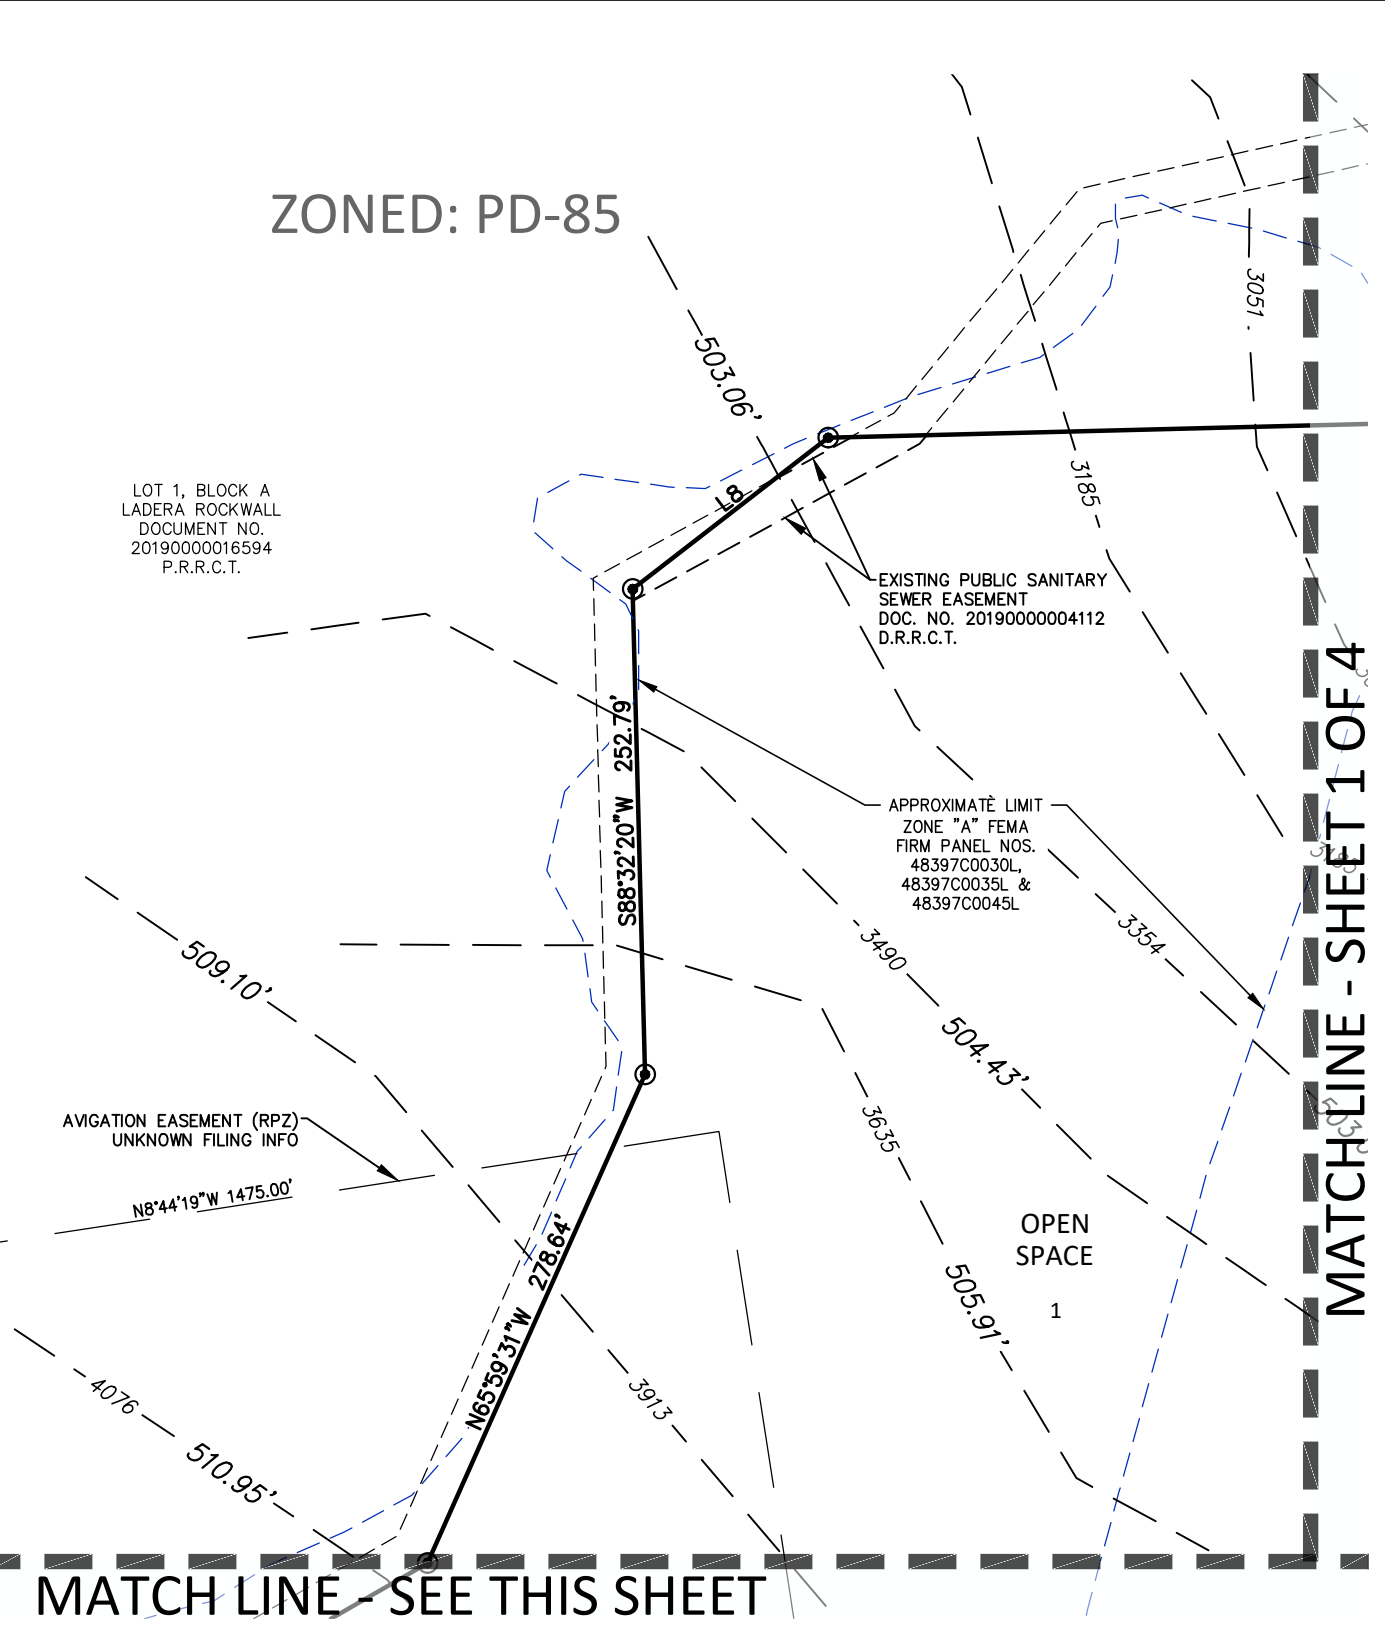 ZONED: PD-85
3051
503.06'
3185
L8
LOT 1, BLOCK A
LADERA ROCKWALL
DOCUMENT NO.
20190000016594
P.R.R.C.T.
EXISTING PUBLIC SANITARY
SEWER EASEMENT
DOC. NO. 20190000004112
D.R.R.C.T.
S88°32'20"W 252.79'
APPROXIMATE LIMIT
ZONE "A" FEMA
FIRM PANEL NOS.
48397C0030L,
48397C0035L &
48397C0045L
MATCH LINE - SHEET 1 OF 4
3490
3354
509.10'
504.43'
3635
AVIGATION EASEMENT (RPZ)
UNKNOWN FILING INFO
N8°44'19"W 1475.00'
N65°59'31"W 278.64'
OPEN
SPACE
1
505.91'
4076
3913
510.95'
MATCH LINE - SEE THIS SHEET